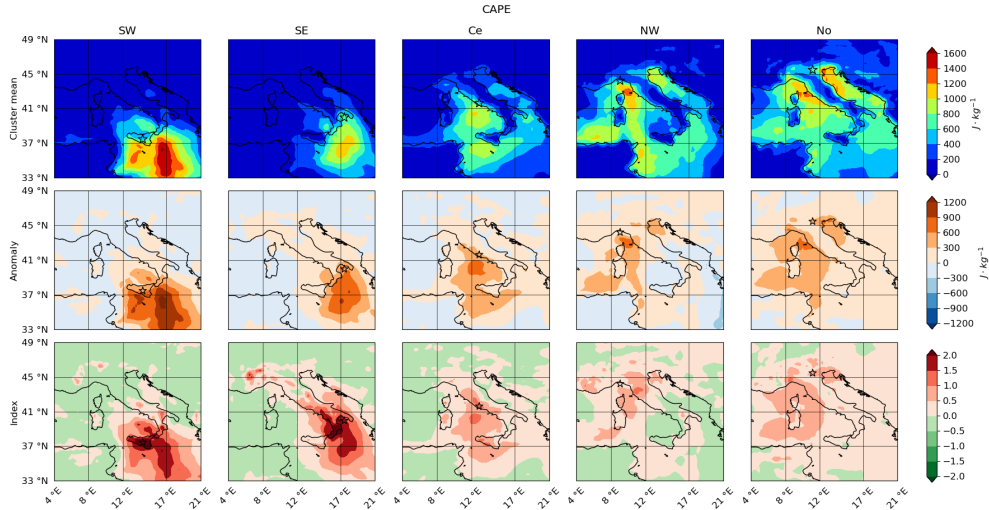 CAPE
SW SE Ce NW No
Cluster mean
49 °N
45 °N
41 °N
37 °N
33 °N
1600
1400
1200
1000
800
600
400
200
0
J · kg⁻¹
Anomaly
49 °N
45 °N
41 °N
37 °N
33 °N
1200
900
600
300
0
−300
−600
−900
−1200
J · kg⁻¹
Index
49 °N
45 °N
41 °N
37 °N
33 °N
2.0
1.5
1.0
0.5
0.0
−0.5
−1.0
−1.5
−2.0
4 °E 8 °E 12 °E 17 °E 21 °E 4 °E 8 °E 12 °E 17 °E 21 °E 4 °E 8 °E 12 °E 17 °E 21 °E 4 °E 8 °E 12 °E 17 °E 21 °E 4 °E 8 °E 12 °E 17 °E 21 °E